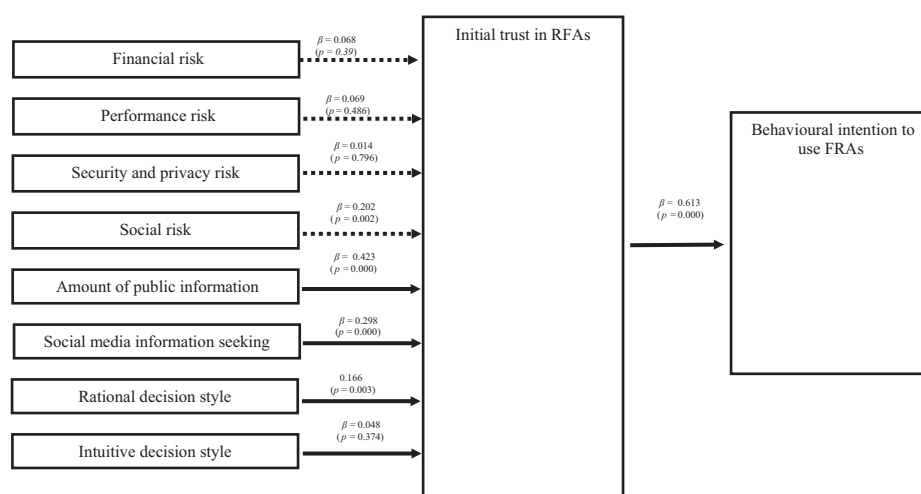 Financial risk
β = 0.068
(p = 0.39)
Performance risk
β = 0.069
(p = 0.486)
Security and privacy risk
β = 0.014
(p = 0.796)
Social risk
β = 0.202
(p = 0.002)
Amount of public information
β = 0.423
(p = 0.000)
Social media information seeking
β = 0.298
(p = 0.000)
Rational decision style
0.166
(p = 0.003)
Intuitive decision style
β = 0.048
(p = 0.374)
Initial trust in RFAs
β = 0.613
(p = 0.000)
Behavioural intention to
use FRAs